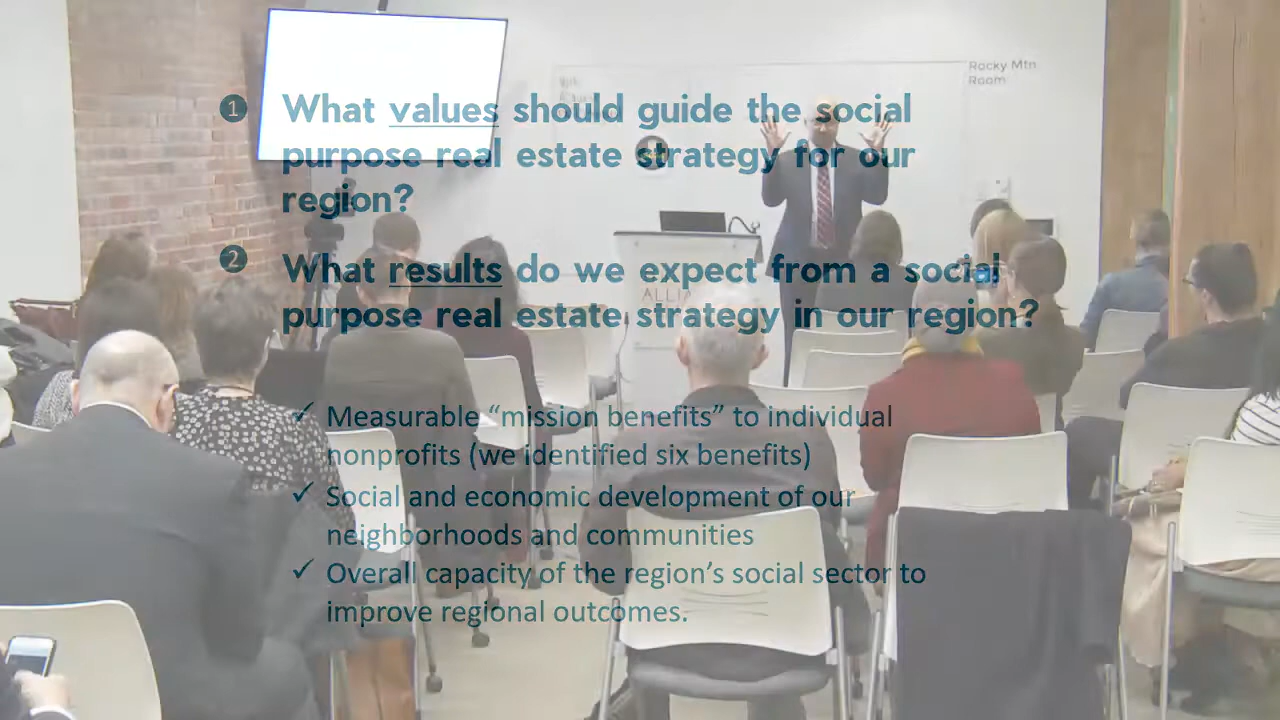 Rocky Mtn
Room
1 What values should guide the social
purpose real estate strategy for our
region?
2 What results do we expect from a social
purpose real estate strategy in our region?
ALLIA
✓ Measurable “mission benefits” to individual
nonprofits (we identified six benefits)
✓ Social and economic development of our
neighborhoods and communities
✓ Overall capacity of the region’s social sector to
improve regional outcomes.